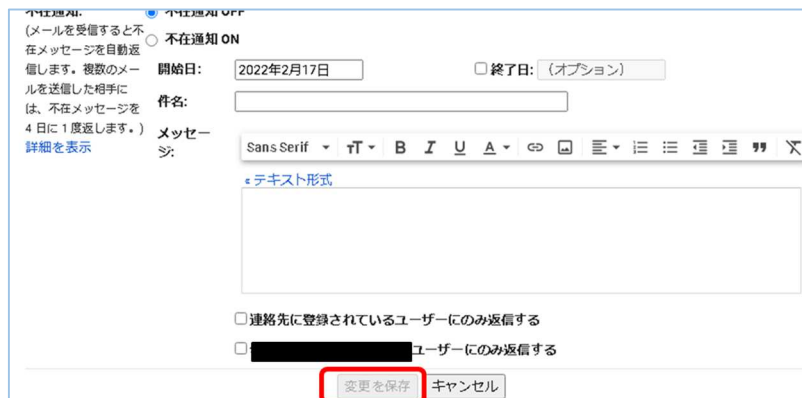 不在通知: 不在通知 OFF
(メールを受信すると不
在メッセージを自動返
信します。複数のメー
ルを送信した相手に
は、不在メッセージを
4 日に 1 度返します。)
詳細を表示
不在通知 ON
開始日: 2022年2月17日 終了日: (オプション)
件名:
メッセー
ジ:
Sans Serif
« テキスト形式
連絡先に登録されているユーザーにのみ返信する
ユーザーにのみ返信する
変更を保存 キャンセル